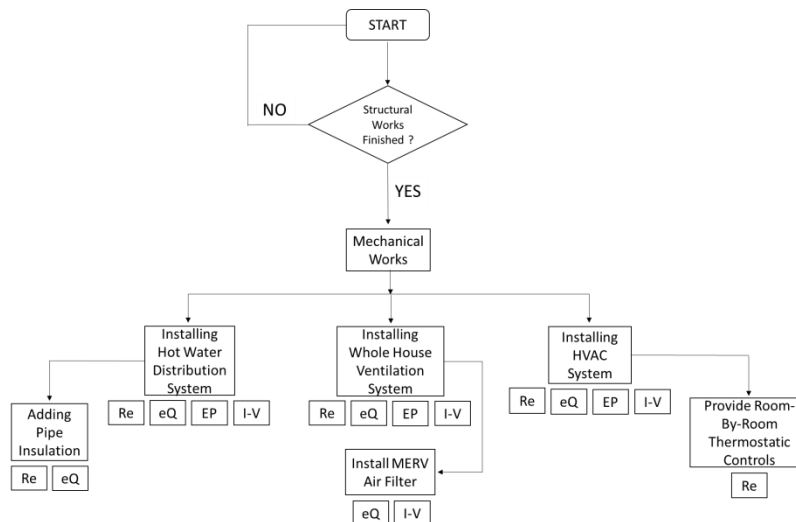 START
NO
Structural
Works
Finished ?
YES
Mechanical
Works
Installing
Hot Water
Distribution
System
Installing
Whole House
Ventilation
System
Installing
HVAC
System
Re eQ EP I-V
Re eQ EP I-V
Re eQ EP I-V
Adding
Pipe
Insulation
Re eQ
Install MERV
Air Filter
eQ I-V
Provide Room-
By-Room
Thermostatic
Controls
Re